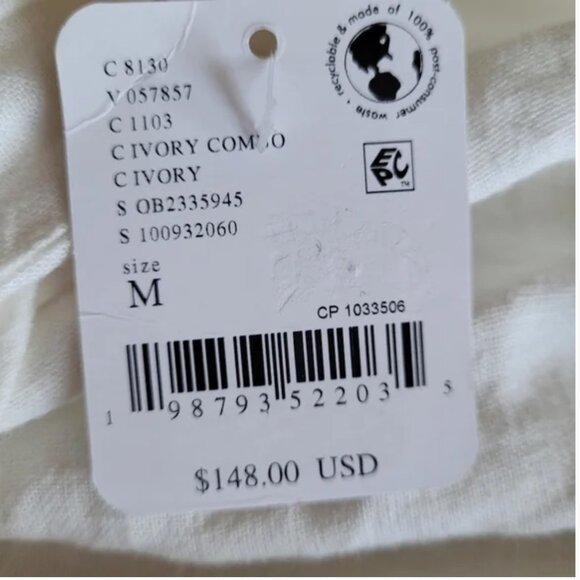 recyclable & made of 100% post-consumer waste •
C 8130
V 057857
C 1103
C IVORY COMBO
C IVORY
S OB2335945
S 100932060
EPC™
size
M
CP 1033506
1 98793 52203 5
$148.00 USD